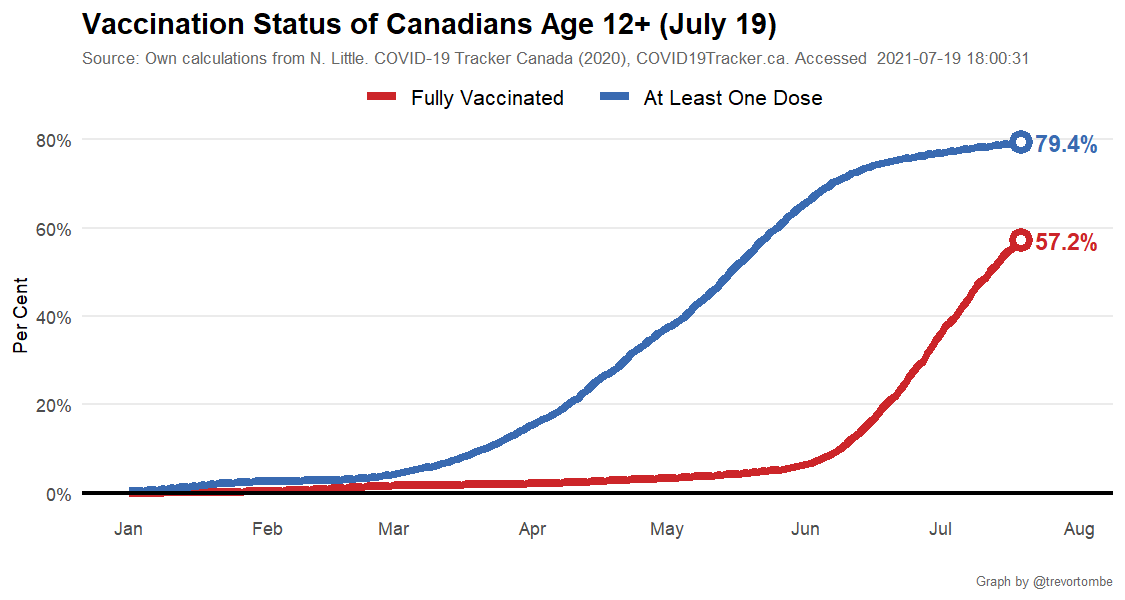 Vaccination Status of Canadians Age 12+ (July 19)
Source: Own calculations from N. Little. COVID-19 Tracker Canada (2020), COVID19Tracker.ca. Accessed  2021-07-19 18:00:31
Fully Vaccinated
At Least One Dose
80%
79.4%
60%
57.2%
Per Cent
40%
20%
0%
Jan Feb Mar Apr May Jun Jul Aug
Graph by @trevortombe